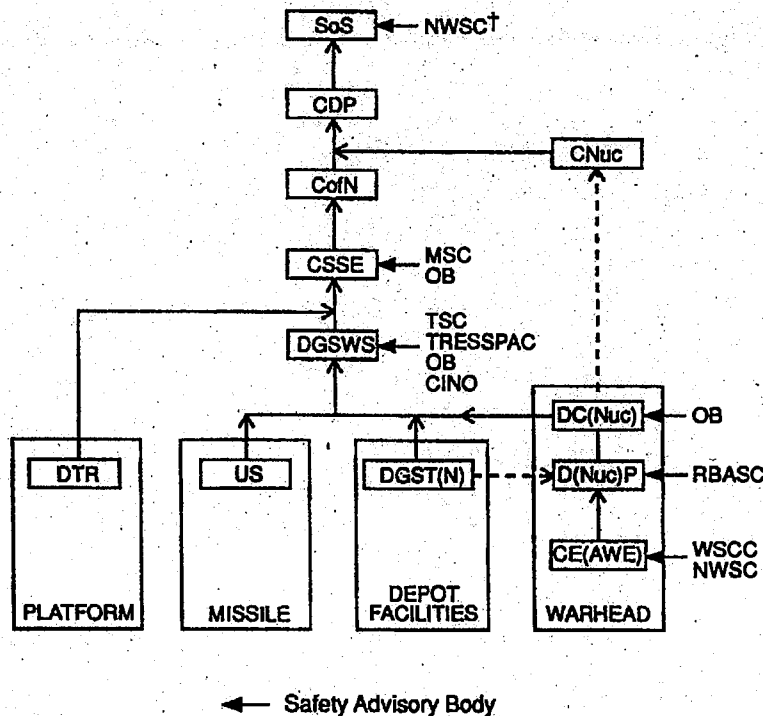 SoS
NWSC†
CDP
CNuc
CofN
CSSE
MSC
OB
DGSWS
TSC
TRESSPAC
OB
CINO
DC(Nuc)
OB
DTR
US
DGST(N)
D(Nuc)P
RBASC
CE(AWE)
WSCC
NWSC
PLATFORM
MISSILE
DEPOT
FACILITIES
WARHEAD
Safety Advisory Body